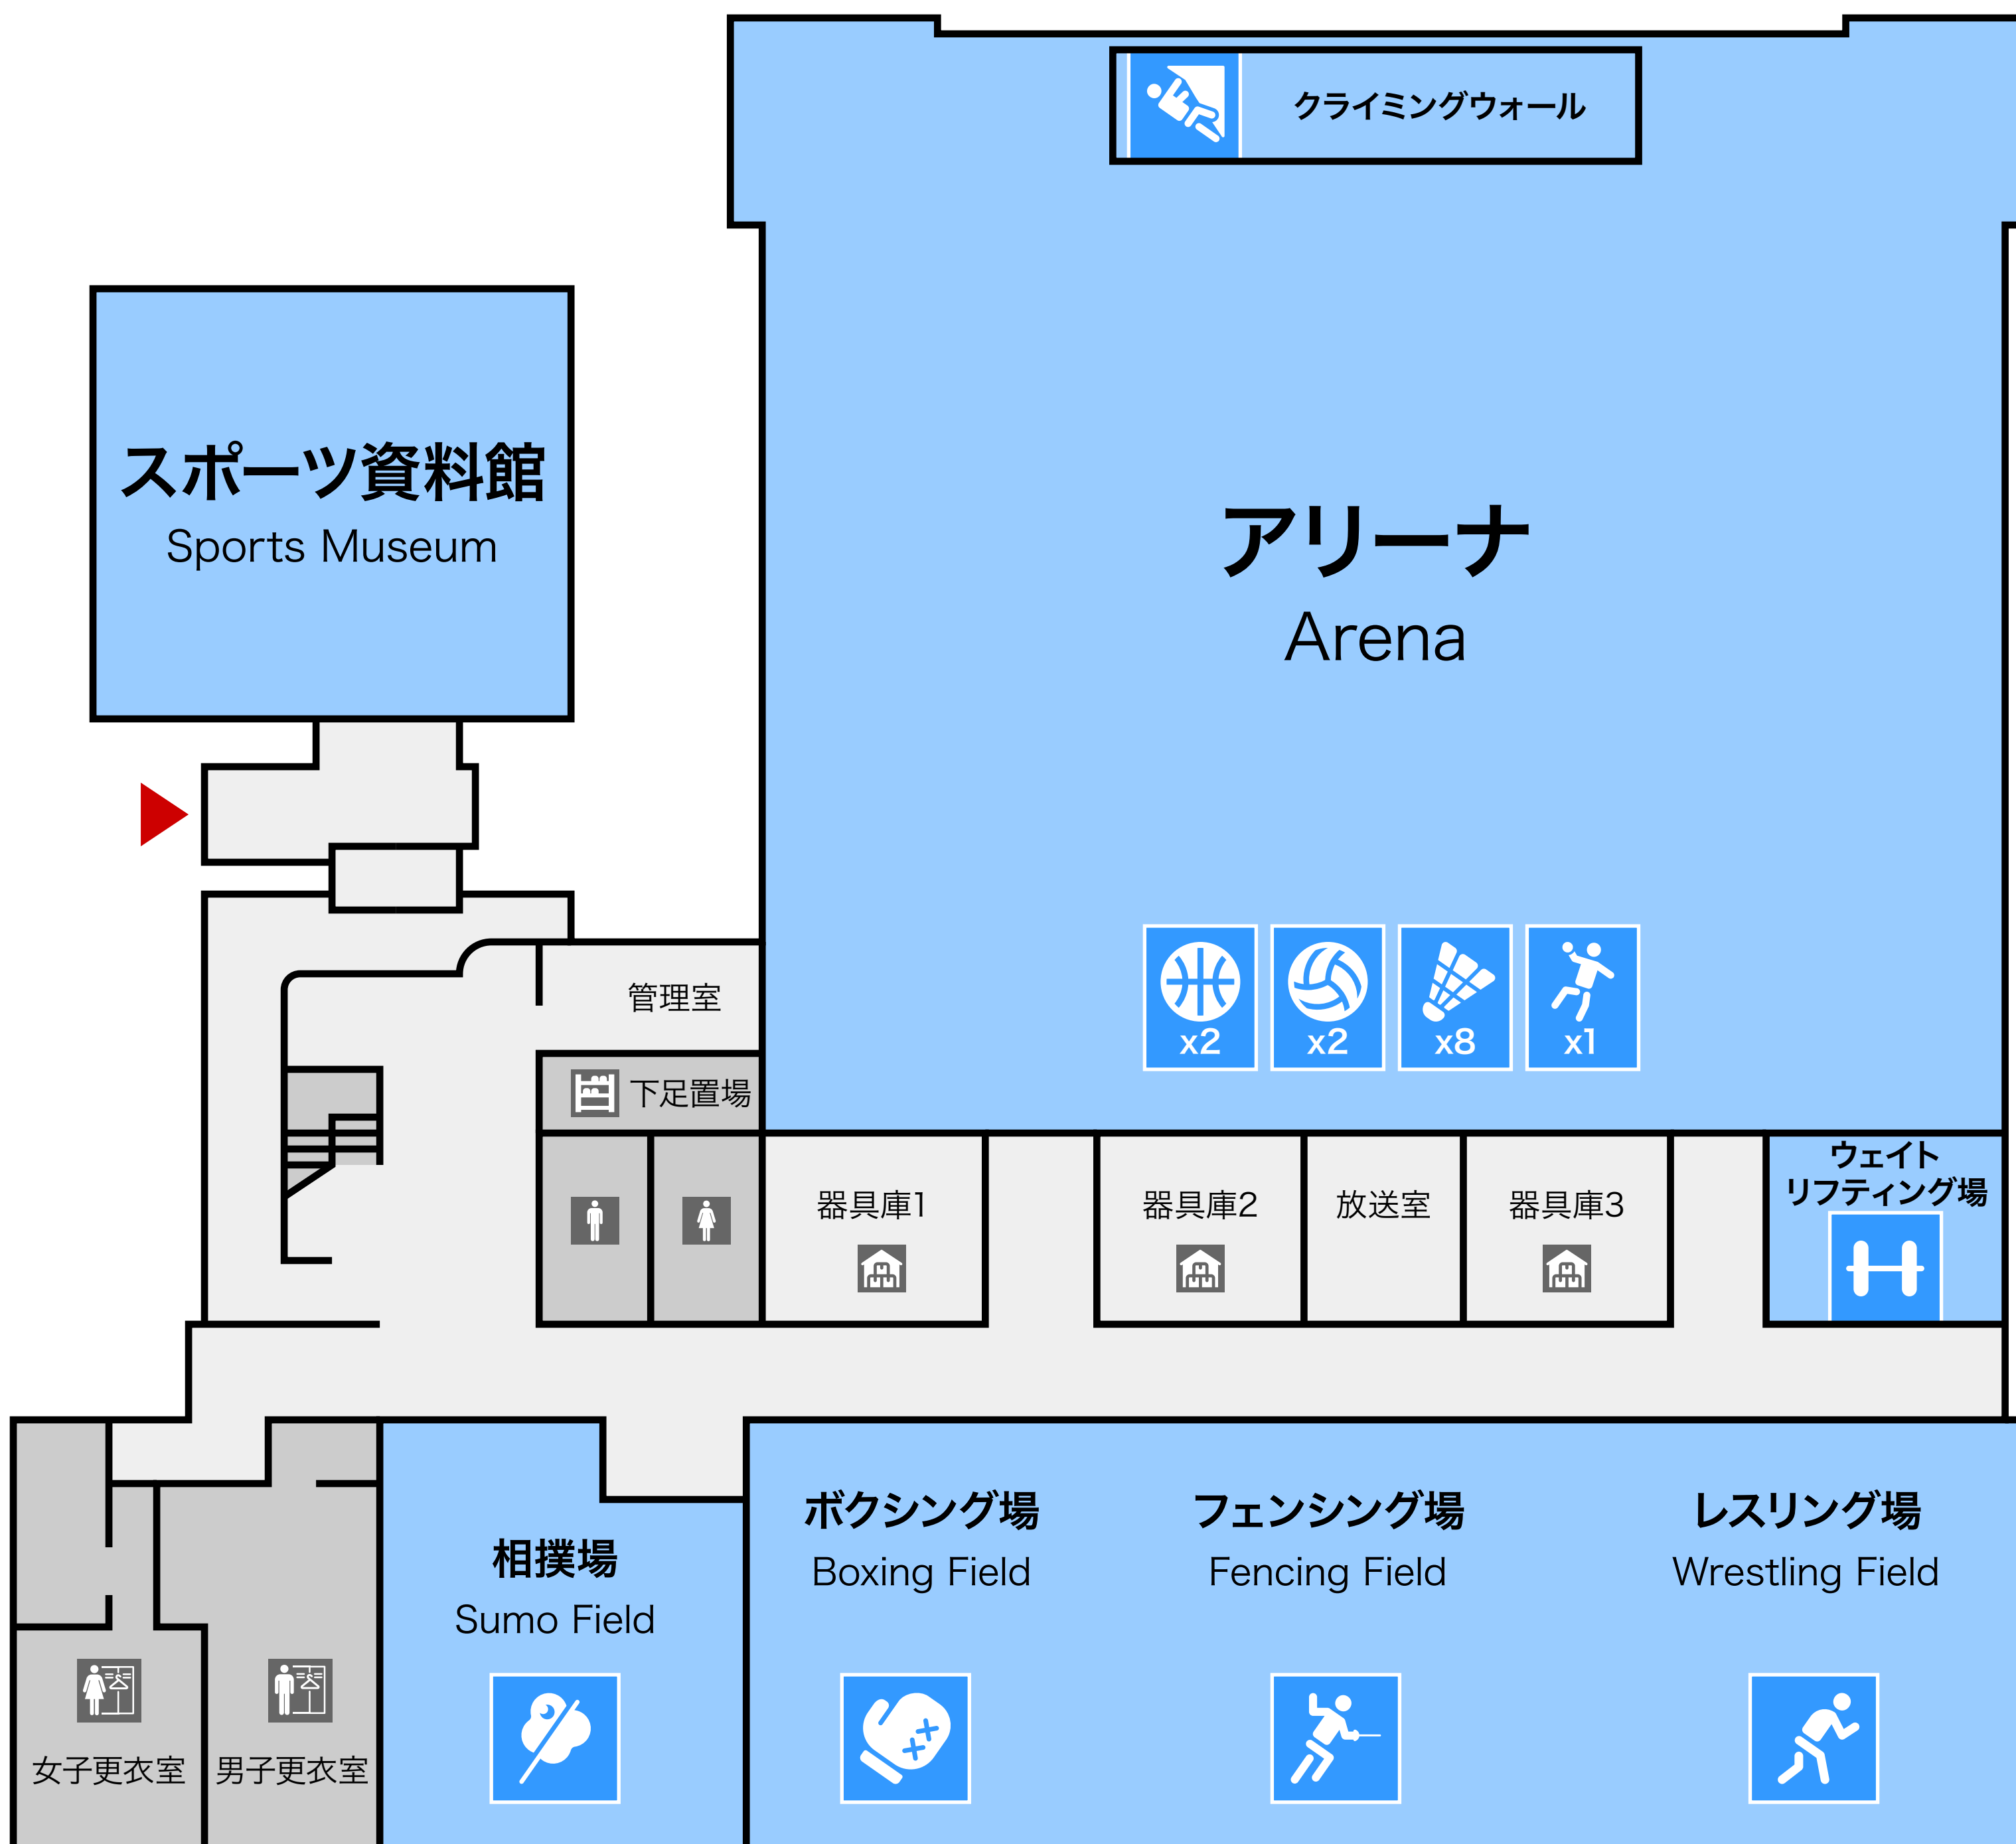 クライミングウォール
スポーツ資料館
Sports Museum
アリーナ
Arena
管理室
x2
x2
x8
x1
下足置場
器具庫1
器具庫2
放送室
器具庫3
ウェイト
リフティング場
相撲場
Sumo Field
ボクシング場
Boxing Field
フェンシング場
Fencing Field
レスリング場
Wrestling Field
女子更衣室
男子更衣室